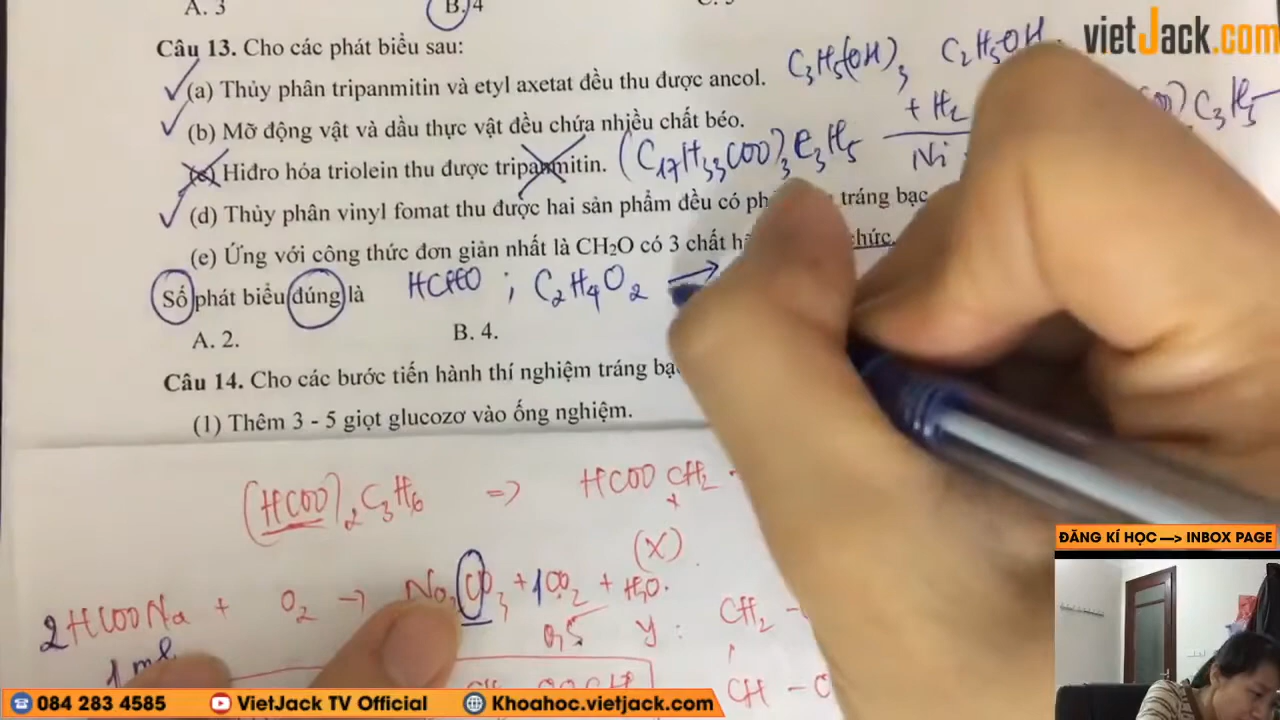 A. 3 B. 4
vietJack.com
Câu 13. Cho các phát biểu sau:
(a) Thủy phân tripanmitin và etyl axetat đều thu được ancol. C3H5(OH)3 C2H5OH
(b) Mỡ động vật và dầu thực vật đều chứa nhiều chất béo.
(c) Hiđro hóa triolein thu được tripanmitin. (C17H33COO)3C3H5 + H2 Ni C3H5
(d) Thủy phân vinyl fomat thu được hai sản phẩm đều có tráng bạc
(e) Ứng với công thức đơn giản nhất là CH2O có 3 chất chức.
Số phát biểu đúng là HCHO ; C2H4O2 →
A. 2. B. 4.
Câu 14. Cho các bước tiến hành thí nghiệm tráng
(1) Thêm 3 - 5 giọt glucozơ vào ống nghiệm.
(HCOO)2C3H6 => HCOO CH2
(X)
2HCOONa + O2 → Na2CO3 + 1CO2 + H2O.
0,5 y : CH2
CH - O
ĐĂNG KÍ HỌC —> INBOX PAGE
084 283 4585 VietJack TV Official Khoahoc.vietjack.com